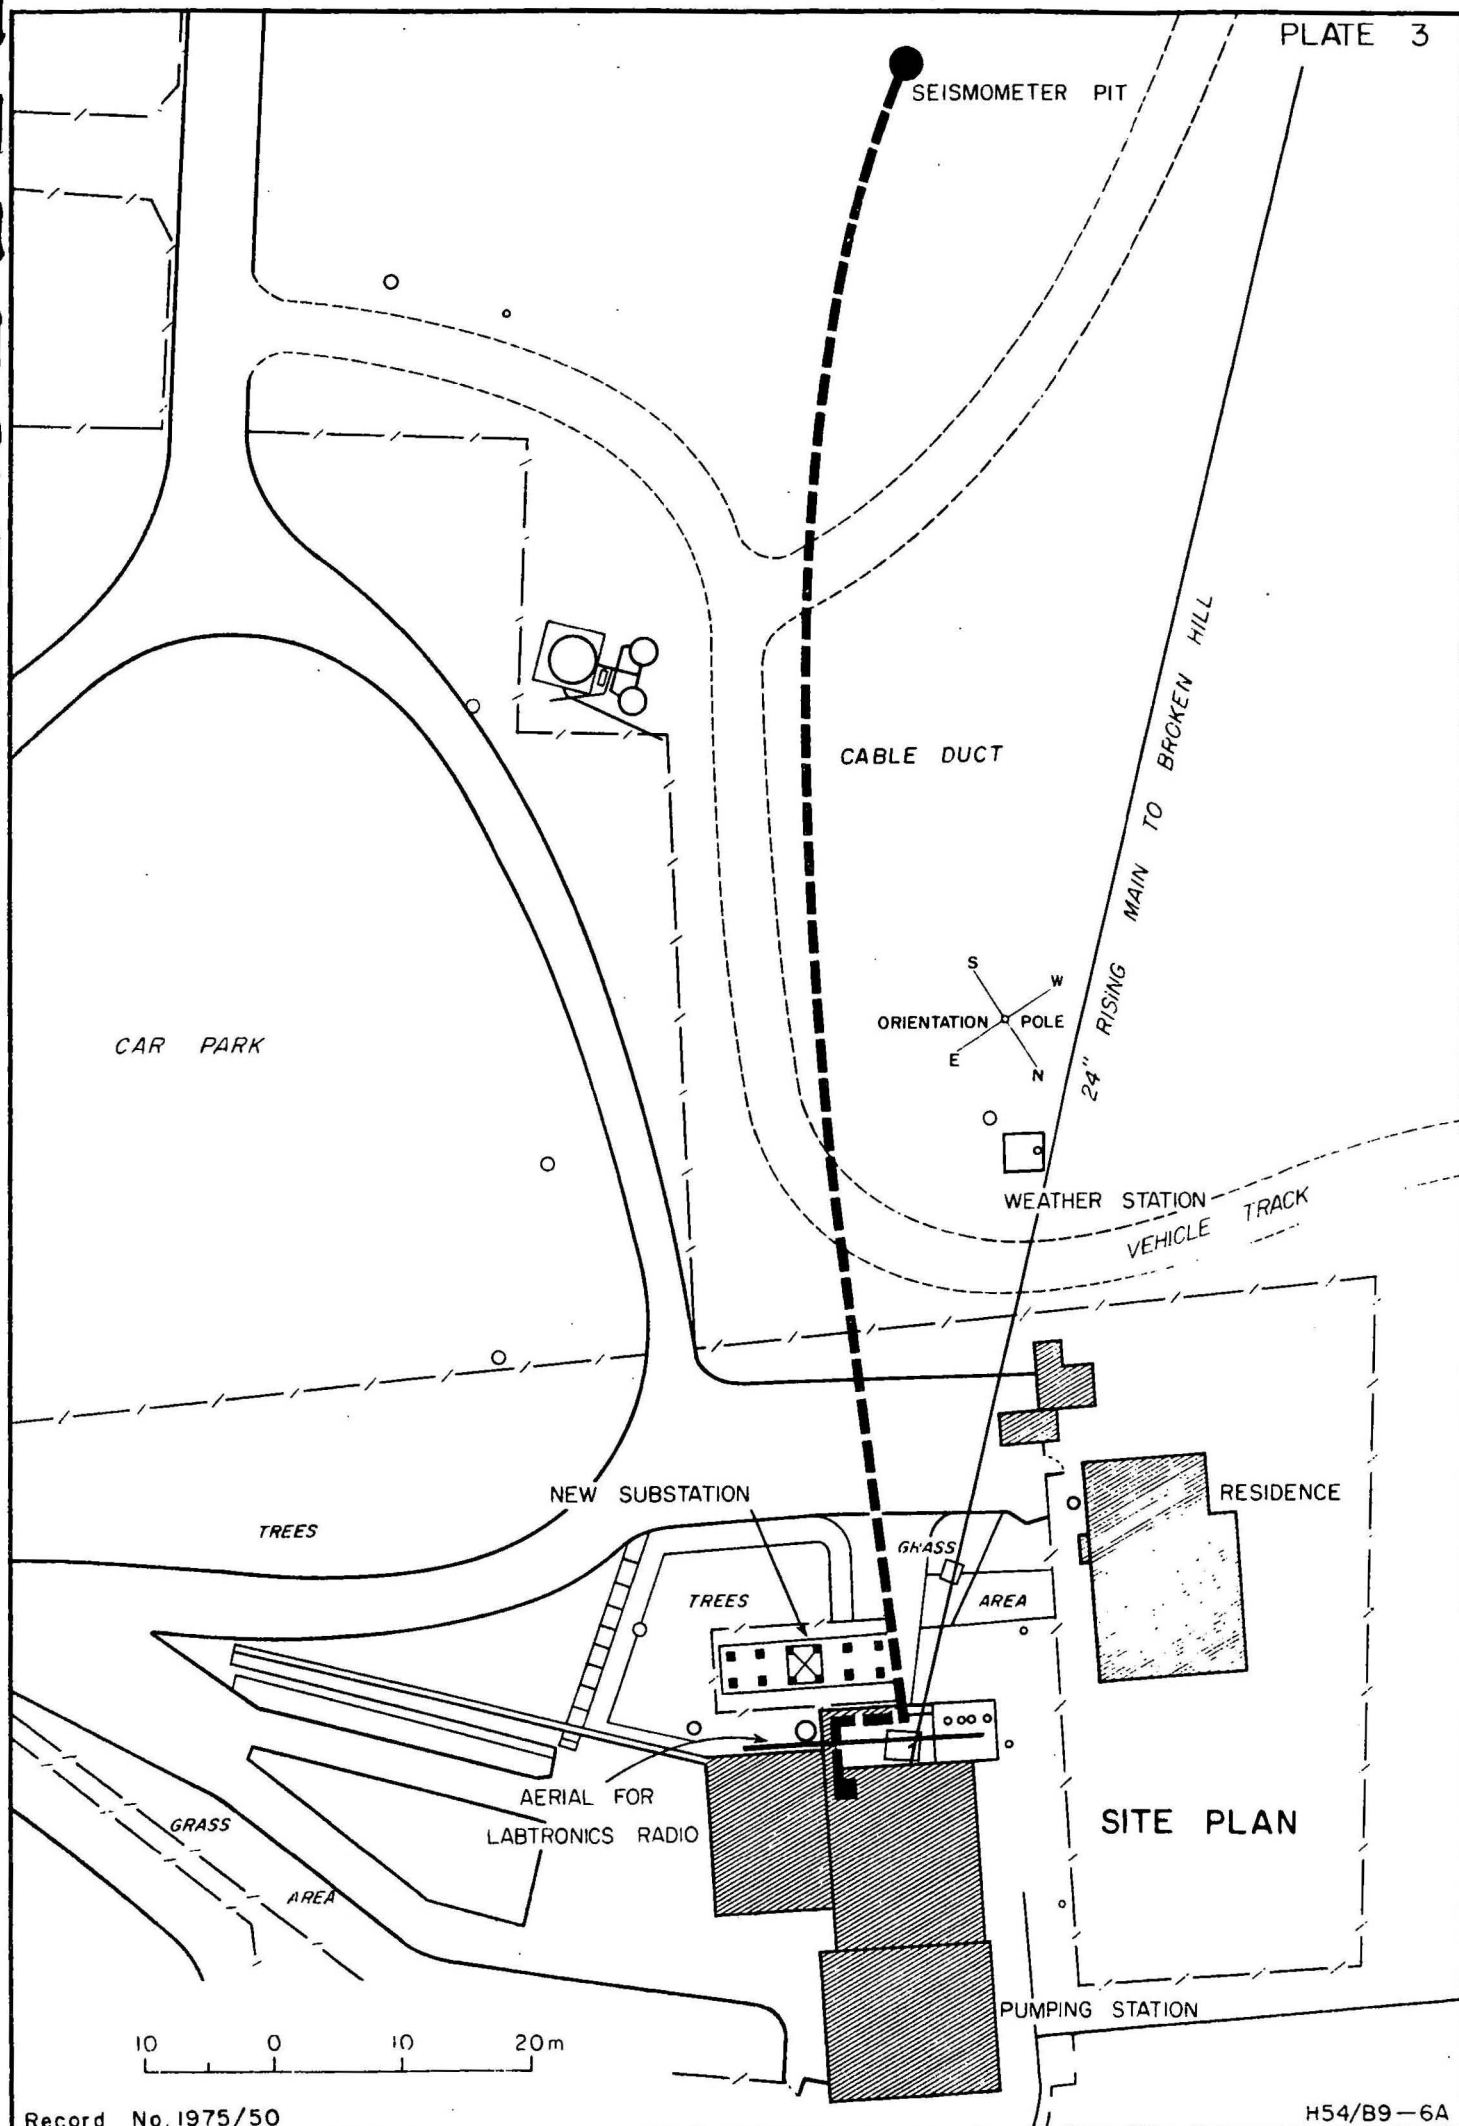 PLATE 3
SEISMOMETER PIT
CABLE DUCT
24" RISING MAIN TO BROKEN HILL
S
W
ORIENTATION POLE
E
N
CAR PARK
WEATHER STATION
VEHICLE TRACK
NEW SUBSTATION
RESIDENCE
TREES
GRASS
TREES
AREA
AERIAL FOR
LABTRONICS RADIO
SITE PLAN
GRASS
AREA
PUMPING STATION
10 0 10 20m
Record No. 1975/50
H54/B9-6A